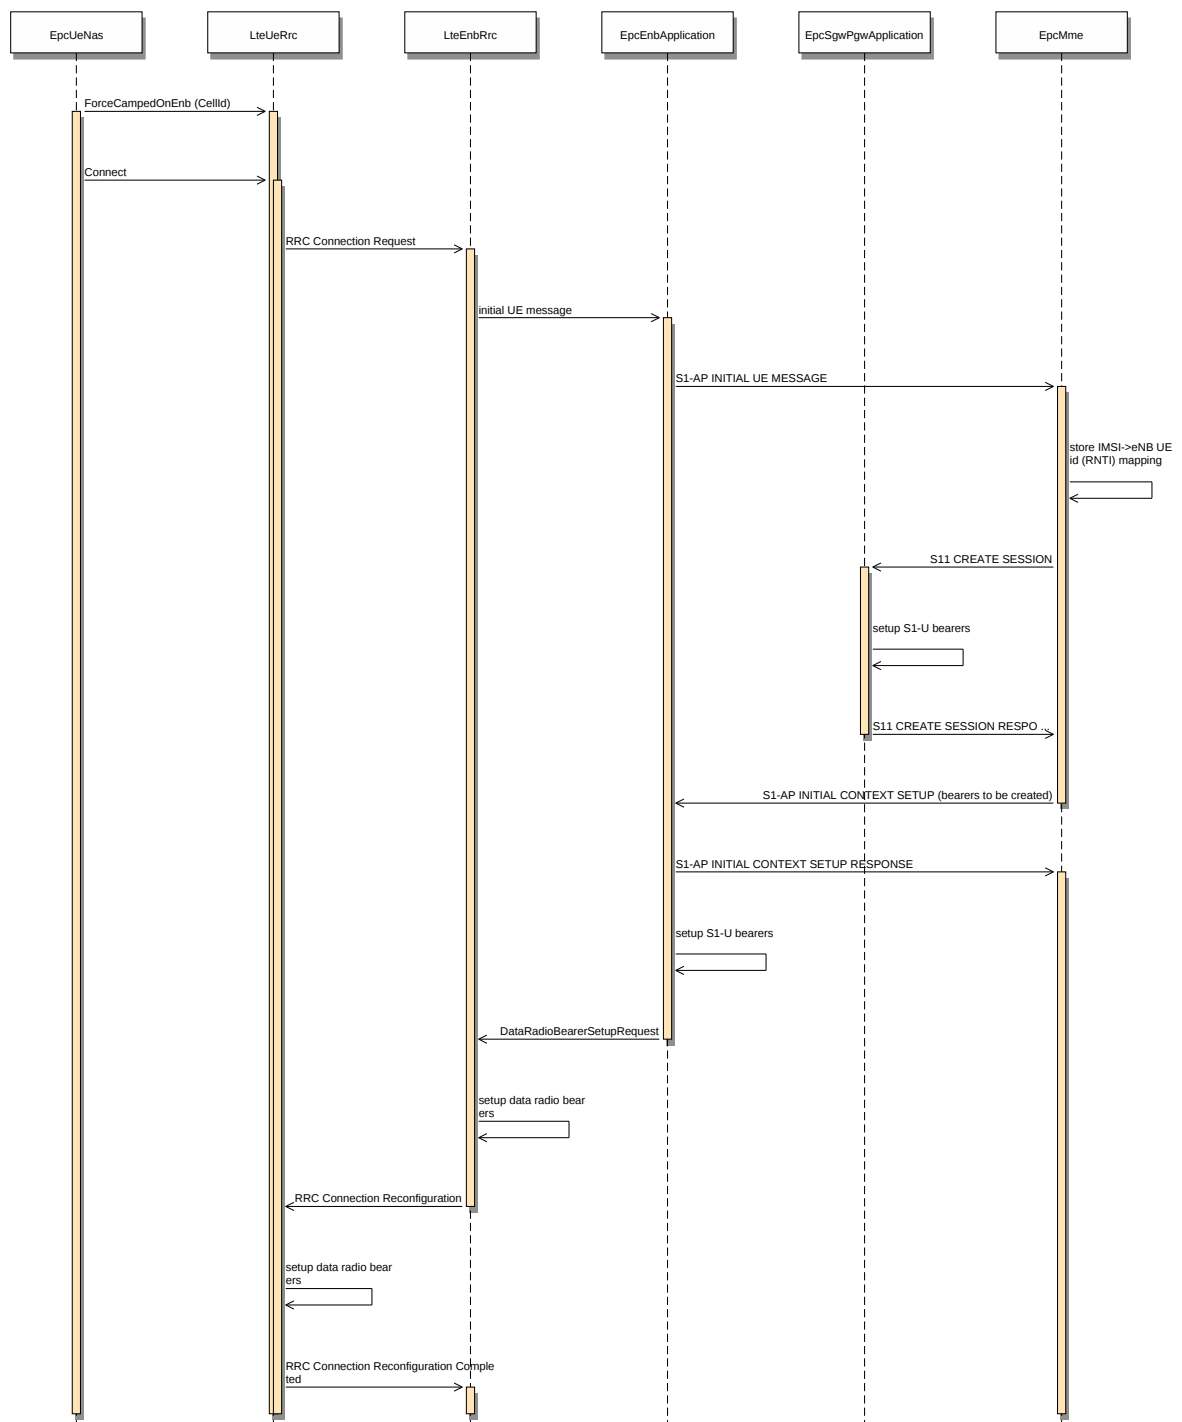 EpcUeNas
LteUeRrc
LteEnbRrc
EpcEnbApplication
EpcSgwPgwApplication
EpcMme
ForceCampedOnEnb (CellId)
Connect
RRC Connection Request
initial UE message
S1-AP INITIAL UE MESSAGE
store IMSI->eNB UE
id (RNTI) mapping
S11 CREATE SESSION
setup S1-U bearers
S11 CREATE SESSION RESPO ...
S1-AP INITIAL CONTEXT SETUP (bearers to be created)
S1-AP INITIAL CONTEXT SETUP RESPONSE
setup S1-U bearers
DataRadioBearerSetupRequest
setup data radio bear
ers
RRC Connection Reconfiguration
setup data radio bear
ers
RRC Connection Reconfiguration Comple
ted